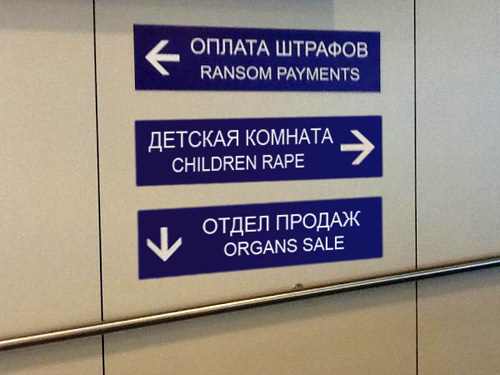 ОПЛАТА ШТРАФОВ
RANSOM PAYMENTS
ДЕТСКАЯ КОМНАТА
CHILDREN RAPE
ОТДЕЛ ПРОДАЖ
ORGANS SALE